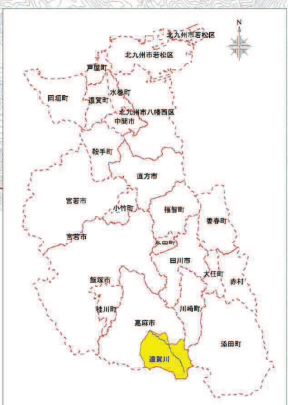 N
北九州市若松区
北九州市若松区
芦屋町
水巻町
岡垣町
遠賀町
北九州市八幡西区
中間市
鞍手町
直方市
宮若市
小竹町
福智町
香春町
宮若市
糸田町
田川市
飯塚市
大任町
赤村
桂川町
川崎町
嘉麻市
添田町
遠賀川